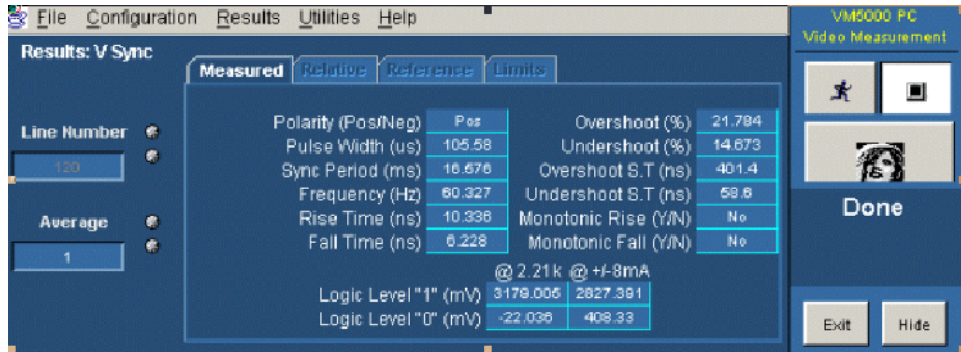 File Configuration Results Utilities Help
VM5000 PC
Video Measurement
Results: V Sync
Measured Relative Reference Limits
Line Number
120
Average
1
Polarity (Pos/Neg) Pos Overshoot (%) 21.784
Pulse Width (us) 105.58 Undershoot (%) 14.673
Sync Period (ms) 16.576 Overshoot S.T (ns) 401.4
Frequency (Hz) 60.327 Undershoot S.T (ns) 58.6
Rise Time (ns) 10.336 Monotonic Rise (Y/N) No
Fall Time (ns) 6.228 Monotonic Fall (Y/N) No
@ 2.21k @ +/-8mA
Logic Level "1" (mV) 3179.005 2827.391
Logic Level "0" (mV) -22.036 408.33
Done
Exit Hide